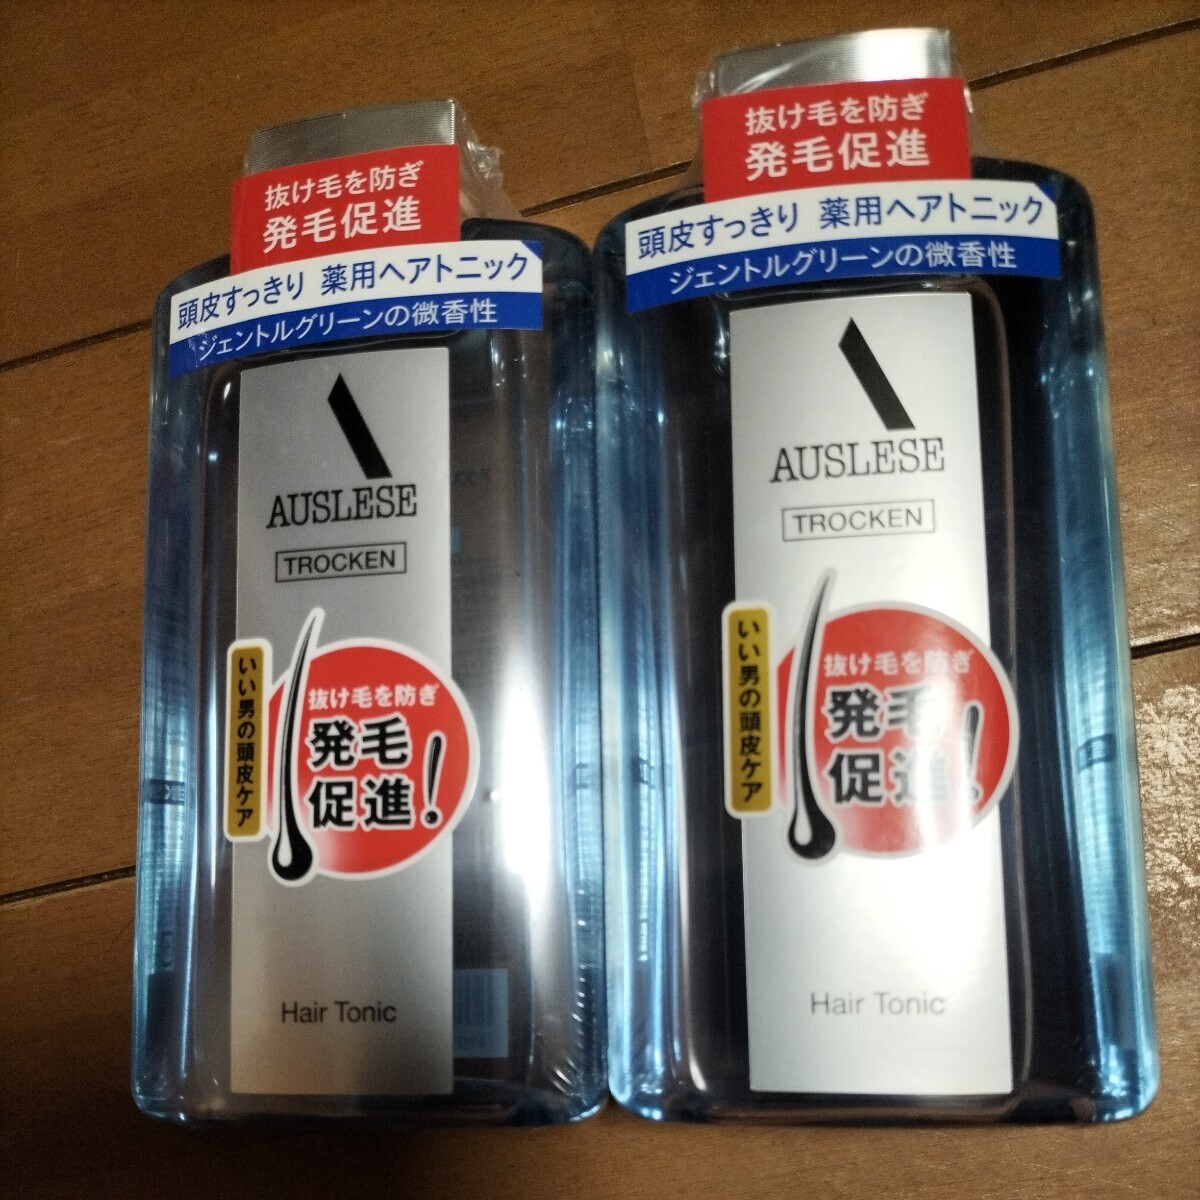 抜け毛を防ぎ
発毛促進
頭皮すっきり 薬用ヘアトニック
ジェントルグリーンの微香性
AUSLESE
TROCKEN
いい男の頭皮ケア
抜け毛を防ぎ
発毛
促進!
Hair Tonic
抜け毛を防ぎ
発毛促進
頭皮すっきり 薬用ヘアトニック
ジェントルグリーンの微香性
AUSLESE
TROCKEN
いい男の頭皮ケア
抜け毛を防ぎ
発毛
促進!
Hair Tonic